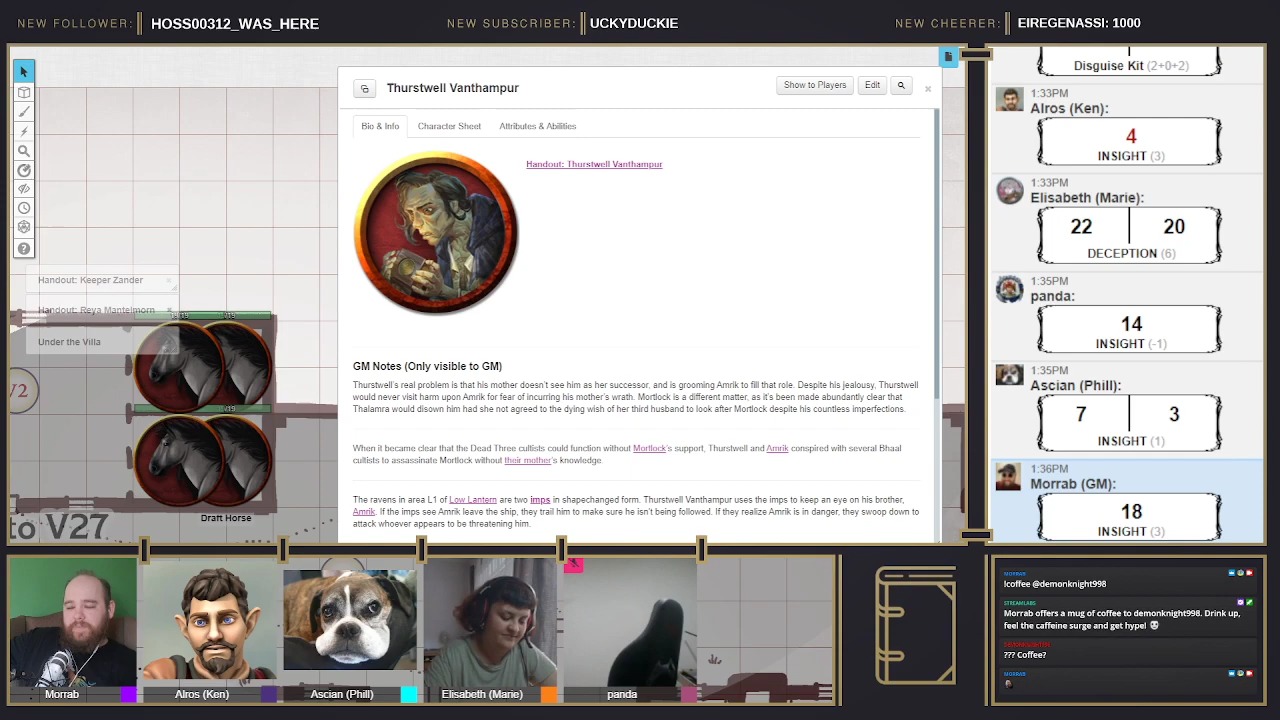 NEW FOLLOWER: HOSS00312_WAS_HERE
NEW SUBSCRIBER: UCKYDUCKIE
NEW CHEERER: EIREGENASSI: 1000
Thurstwell Vanthampur
Show to Players
Edit
Bio & Info
Character Sheet
Attributes & Abilities
Handout: Thurstwell Vanthampur
GM Notes (Only visible to GM)
Thurstwell's real problem is that his mother doesn't see him as her successor, and is grooming Amrik to fill that role. Despite his jealousy, Thurstwell
would never visit harm upon Amrik for fear of incurring his mother's wrath. Mortlock is a different matter, as it's been made abundantly clear that
Thalamra would disown him had she not agreed to the dying wish of her third husband to look after Mortlock despite his countless imperfections.
When it became clear that the Dead Three cultists could function without Mortlock's support, Thurstwell and Amrik conspired with several Bhaal
cultists to assassinate Mortlock without their mother's knowledge.
The ravens in area L1 of Low Lantern are two imps in shapechanged form. Thurstwell Vanthampur uses the imps to keep an eye on his brother,
Amrik. If the imps see Amrik leave the ship, they trail him to make sure he isn't being followed. If they realize Amrik is in danger, they swoop down to
attack whoever appears to be threatening him.
Handout: Keeper Zander
Handout: Reya Mantelmorn
Under the Villa
V2
Draft Horse
to V27
Disguise Kit (2+0+2)
1:33PM
Alros (Ken):
4
INSIGHT (3)
1:33PM
Elisabeth (Marie):
22 20
DECEPTION (6)
1:35PM
panda:
14
INSIGHT (-1)
1:35PM
Ascian (Phill):
7 3
INSIGHT (1)
1:36PM
Morrab (GM):
18
INSIGHT (3)
Morrab
Alros (Ken)
Ascian (Phill)
Elisabeth (Marie)
panda
MORRAB
!coffee @demonknight998
STREAMLABS
Morrab offers a mug of coffee to demonknight998. Drink up,
feel the caffeine surge and get hype!
??? Coffee?
MORRAB